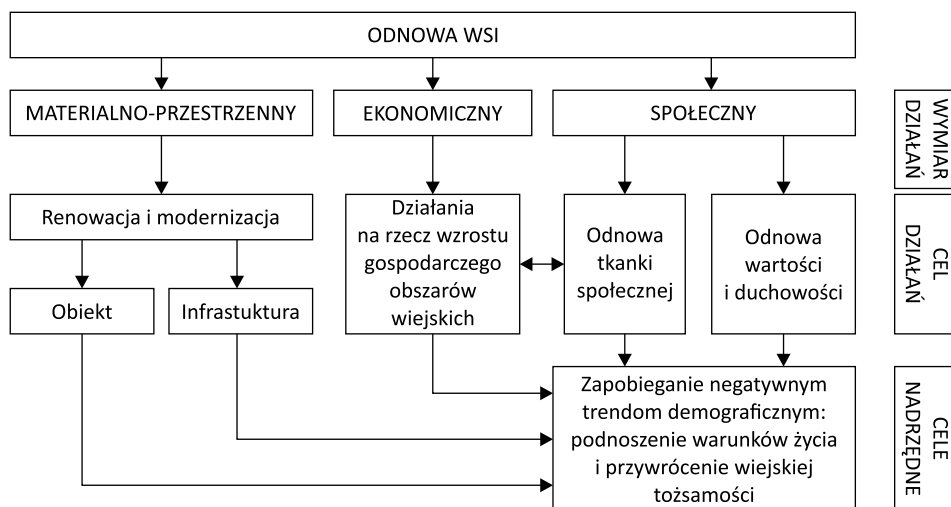 ODNOWA WSI
MATERIALNO-PRZESTRZENNY
EKONOMICZNY
SPOŁECZNY
WYMIAR
DZIAŁAŃ
Renowacja i modernizacja
Działania
na rzecz wzrostu
gospodarczego
obszarów
wiejskich
Odnowa
tkanki
społecznej
Odnowa
wartości
i duchowości
CEL
DZIAŁAŃ
Obiekt
Infrastuktura
Zapobieganie negatywnym
trendom demograficznym:
podnoszenie warunków życia
i przywrócenie wiejskiej
tożsamości
CELE
NADRZĘDNE